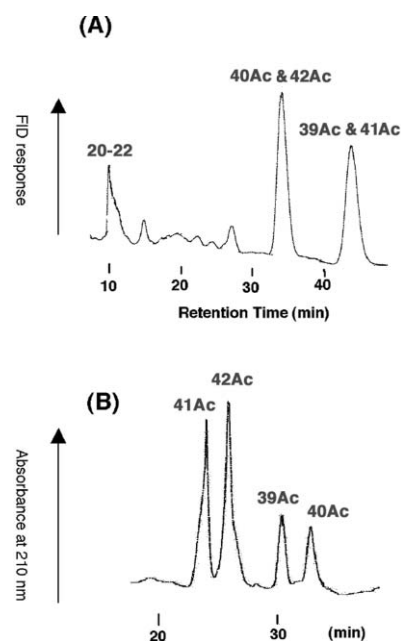 (A)
40Ac & 42Ac
39Ac & 41Ac
20-22
FID response
10
20
30
40
Retention Time (min)
(B)
42Ac
41Ac
39Ac
40Ac
Absorbance at 210 nm
20
30
(min)